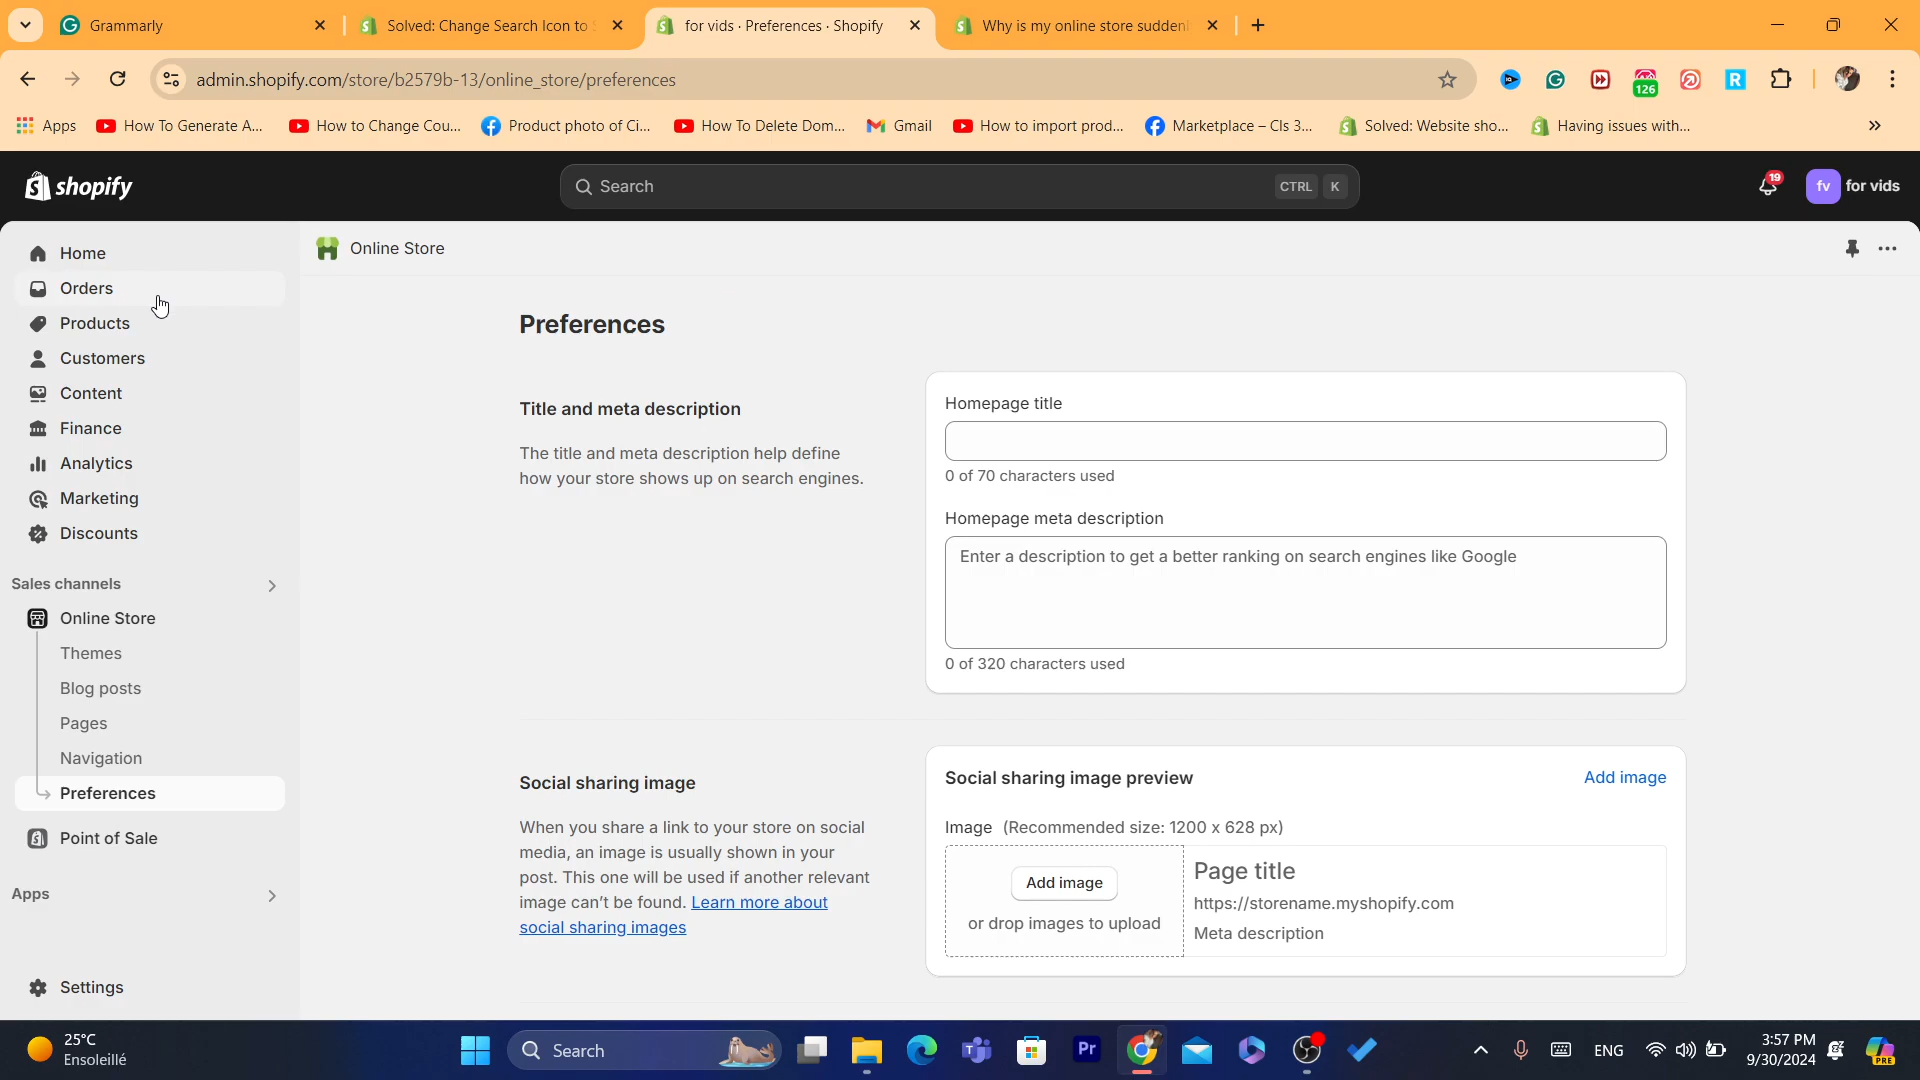 Grammarly
Solved: Change Search Icon to S
for vids · Preferences · Shopify
Why is my online store sudden
admin.shopify.com/store/b2579b-13/online_store/preferences
126
Apps
How To Generate A...
How to Change Cou...
Product photo of Ci...
How To Delete Dom...
Gmail
How to import prod...
Marketplace – Cls 3...
Solved: Website sho...
Having issues with...
shopify
Search
CTRL K
19
fv
for vids
Home
Orders
Products
Customers
Content
Finance
Analytics
Marketing
Discounts
Sales channels
Online Store
Themes
Blog posts
Pages
Navigation
Preferences
Point of Sale
Apps
Settings
Online Store
Preferences
Title and meta description
The title and meta description help define
how your store shows up on search engines.
Homepage title
0 of 70 characters used
Homepage meta description
Enter a description to get a better ranking on search engines like Google
0 of 320 characters used
Social sharing image
When you share a link to your store on social
media, an image is usually shown in your
post. This one will be used if another relevant
image can't be found. Learn more about
social sharing images
Social sharing image preview
Add image
Image (Recommended size: 1200 x 628 px)
Add image
or drop images to upload
Page title
https://storename.myshopify.com
Meta description
25°C
Ensoleillé
Search
Pr
ENG
3:57 PM
9/30/2024
PRE